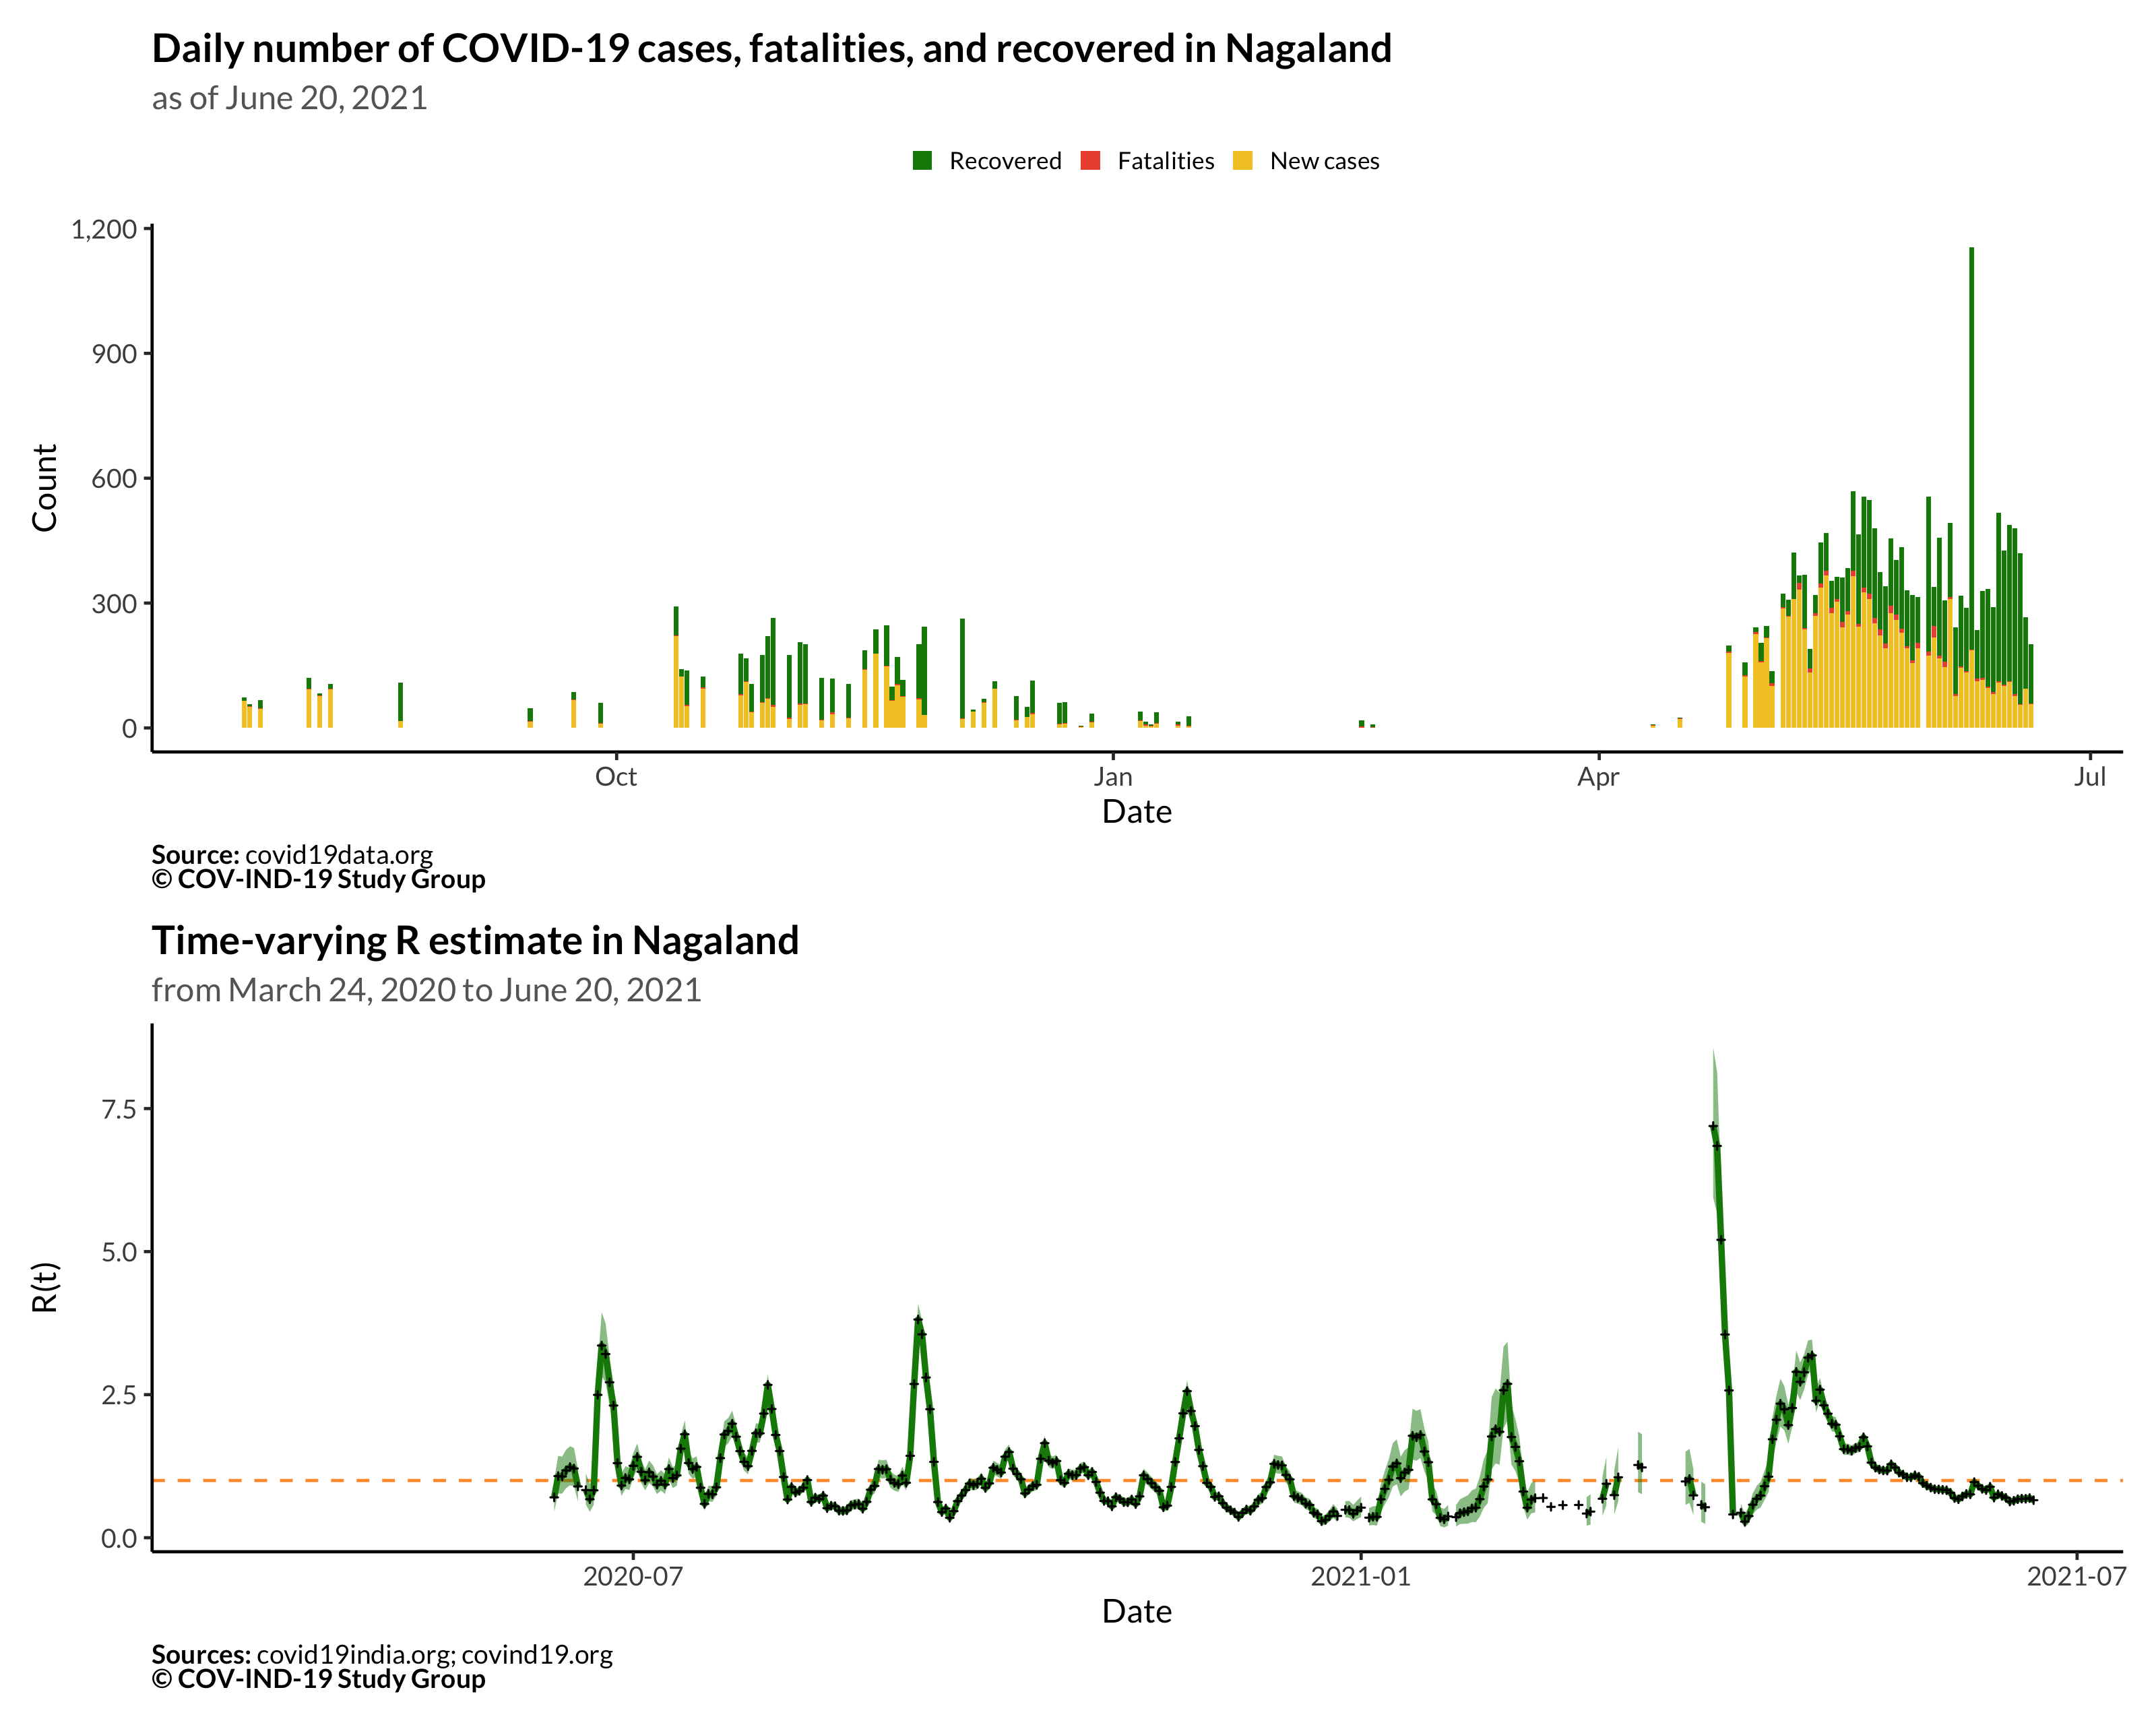 Daily number of COVID-19 cases, fatalities, and recovered in Nagaland
as of June 20, 2021
Recovered Fatalities New cases
1,200
900
600
300
0
Count
Oct Jan Apr Jul
Date
Source: covid19data.org
© COV-IND-19 Study Group
Time-varying R estimate in Nagaland
from March 24, 2020 to June 20, 2021
7.5
5.0
2.5
0.0
R(t)
2020-07 2021-01 2021-07
Date
Sources: covid19india.org; covind19.org
© COV-IND-19 Study Group